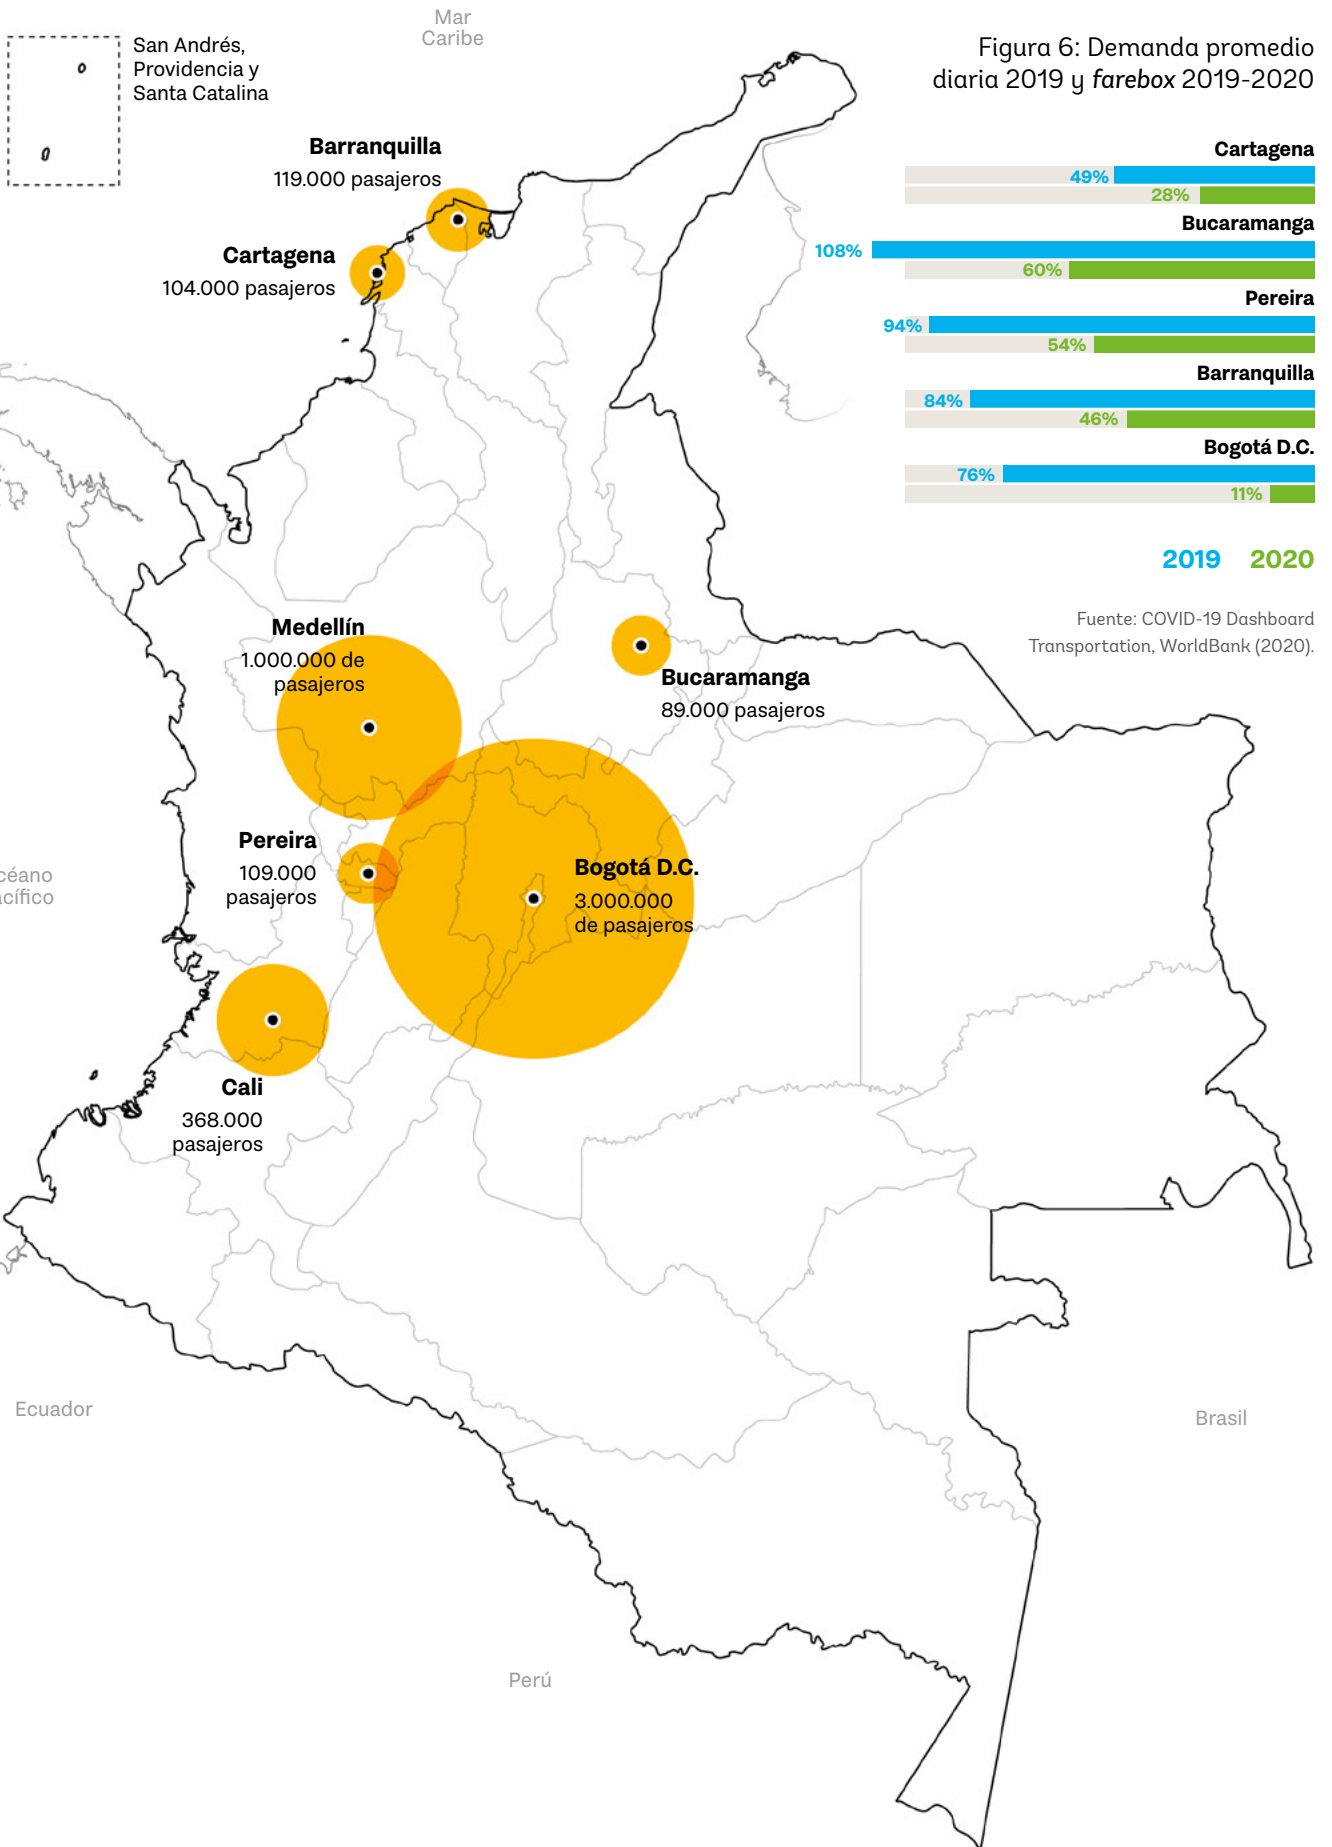 Mar
Caribe
San Andrés,
Providencia y
Santa Catalina
Figura 6: Demanda promedio
diaria 2019 y farebox 2019-2020
Barranquilla
119.000 pasajeros
Cartagena
104.000 pasajeros
Cartagena
49%
28%
Bucaramanga
108%
60%
Pereira
94%
54%
Barranquilla
84%
46%
Bogotá D.C.
76%
11%
2019 2020
Fuente: COVID-19 Dashboard
Transportation, WorldBank (2020).
Medellín
1.000.000 de
pasajeros
Bucaramanga
89.000 pasajeros
Pereira
109.000
pasajeros
Bogotá D.C.
3.000.000
de pasajeros
céano
acífico
Cali
368.000
pasajeros
Ecuador
Brasil
Perú